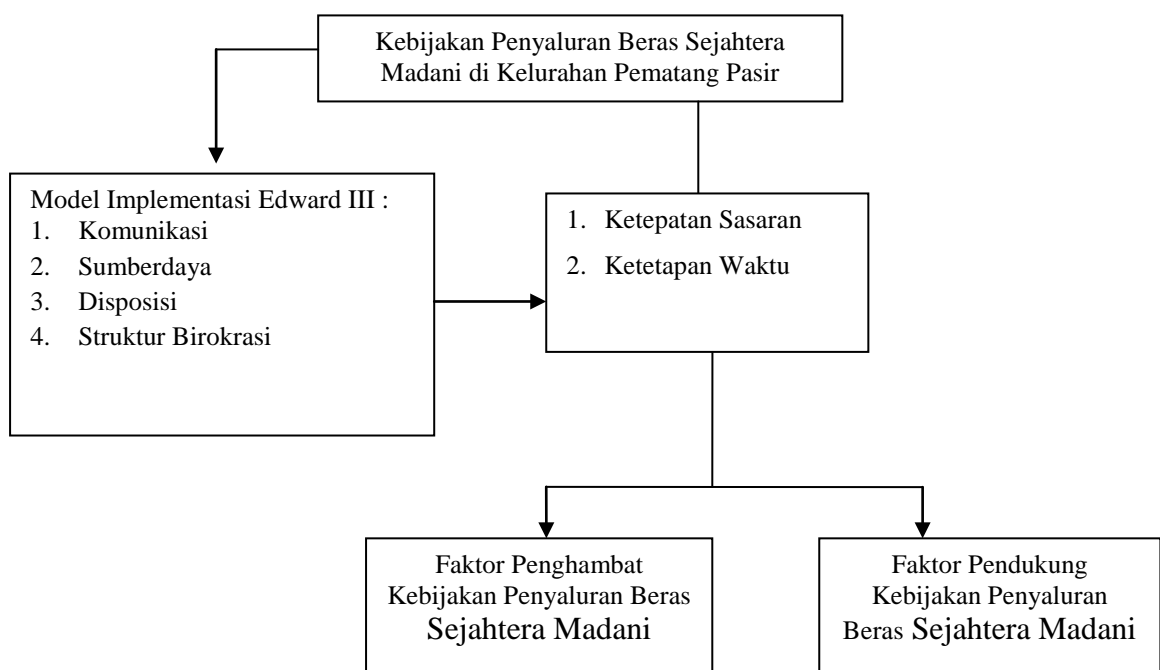 Kebijakan Penyaluran Beras Sejahtera
Madani di Kelurahan Pematang Pasir
Model Implementasi Edward III :
1. Komunikasi
2. Sumberdaya
3. Disposisi
4. Struktur Birokrasi
1. Ketepatan Sasaran
2. Ketetapan Waktu
Faktor Penghambat
Kebijakan Penyaluran Beras
Sejahtera Madani
Faktor Pendukung
Kebijakan Penyaluran
Beras Sejahtera Madani